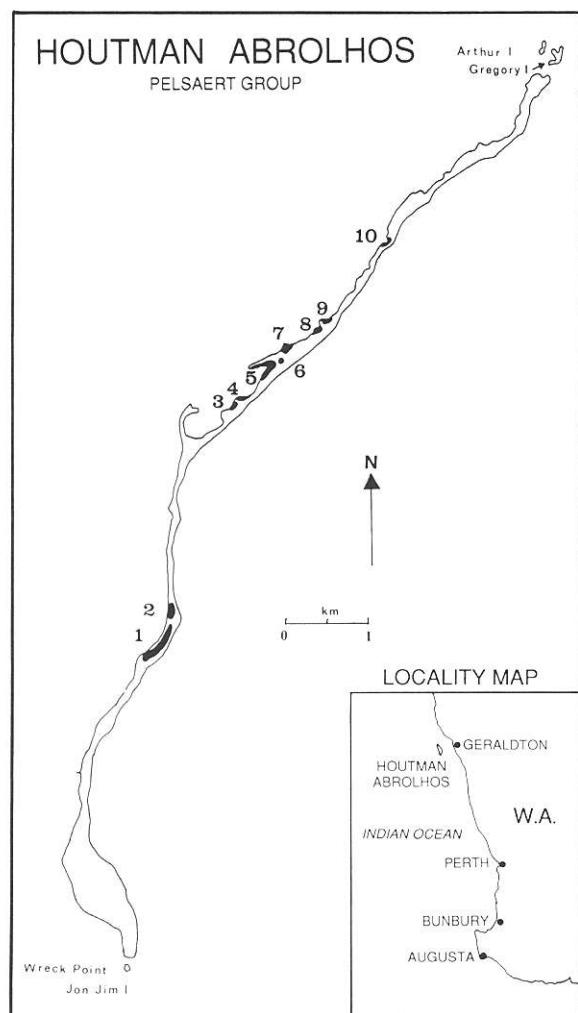 HOUTMAN ABROLHOS
PELSAERT GROUP
Arthur I
Gregory I
10
9
8
7
6
5
4
3
N
km
0 1
2
1
LOCALITY MAP
GERALDTON
HOUTMAN
ABROLHOS
W.A.
INDIAN OCEAN
PERTH
BUNBURY
AUGUSTA
Wreck Point
Jon Jim I